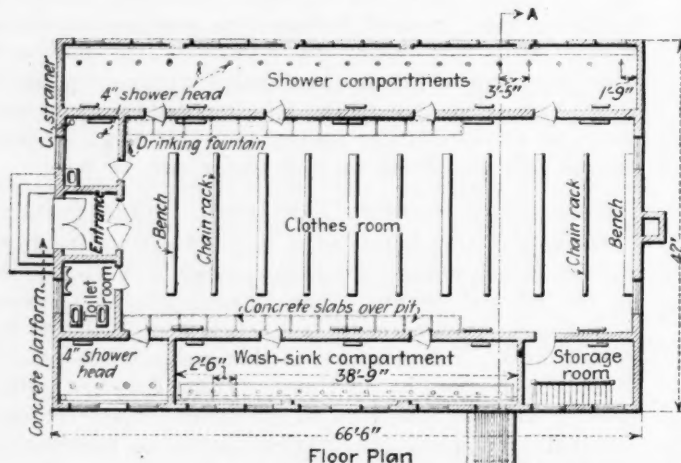 A
Shower compartments
4" shower head
3'-5"
1'-9"
C.I. strainer
Drinking fountain
Entrance
Bench
Chain rack
Clothes room
Chain rack
Bench
42'
Toilet
room
Concrete platform
Concrete slabs over pit
4" shower
head
2'-6"
Wash-sink compartment
38'-9"
Storage
room
66'-6"
Floor Plan